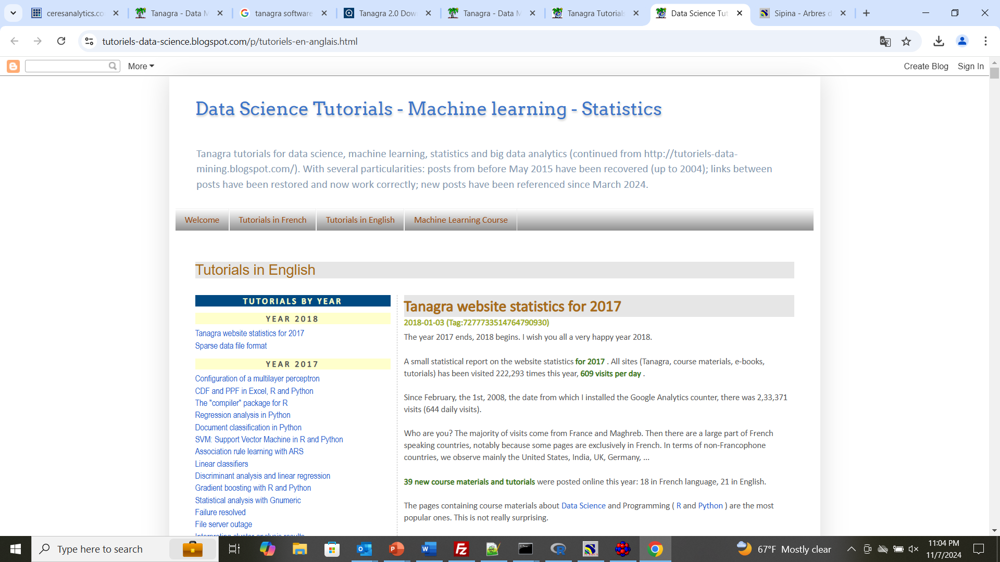 ceresanalytics.co
Tanagra - Data M
tanagra software
Tanagra 2.0 Dow
Tanagra - Data M
Tanagra Tutorials
Data Science Tut
Sipina - Arbres d
tutoriels-data-science.blogspot.com/p/tutoriels-en-anglais.html
More
Create Blog
Sign In
Data Science Tutorials - Machine learning - Statistics
Tanagra tutorials for data science, machine learning, statistics and big data analytics (continued from http://tutoriels-data-
mining.blogspot.com/). With several particularities: posts from before May 2015 have been recovered (up to 2004); links between
posts have been restored and now work correctly; new posts have been referenced since March 2024.
Welcome
Tutorials in French
Tutorials in English
Machine Learning Course
Tutorials in English
TUTORIALS BY YEAR
YEAR 2018
Tanagra website statistics for 2017
Sparse data file format
YEAR 2017
Configuration of a multilayer perceptron
CDF and PPF in Excel, R and Python
The "compiler" package for R
Regression analysis in Python
Document classification in Python
SVM: Support Vector Machine in R and Python
Association rule learning with ARS
Linear classifiers
Discriminant analysis and linear regression
Gradient boosting with R and Python
Statistical analysis with Gnumeric
Failure resolved
File server outage
Interpreting cluster analysis results
Tanagra website statistics for 2017
2018-01-03 (Tag:7277733514764790930)
The year 2017 ends, 2018 begins. I wish you all a very happy year 2018.
A small statistical report on the website statistics for 2017 . All sites (Tanagra, course materials, e-books,
tutorials) has been visited 222,293 times this year, 609 visits per day .
Since February, the 1st, 2008, the date from which I installed the Google Analytics counter, there was 2,33,371
visits (644 daily visits).
Who are you? The majority of visits come from France and Maghreb. Then there are a large part of French
speaking countries, notably because some pages are exclusively in French. In terms of non-Francophone
countries, we observe mainly the United States, India, UK, Germany, ...
39 new course materials and tutorials were posted online this year: 18 in French language, 21 in English.
The pages containing course materials about Data Science and Programming ( R and Python ) are the most
popular ones. This is not really surprising.
Type here to search
67°F Mostly clear
11:04 PM
11/7/2024